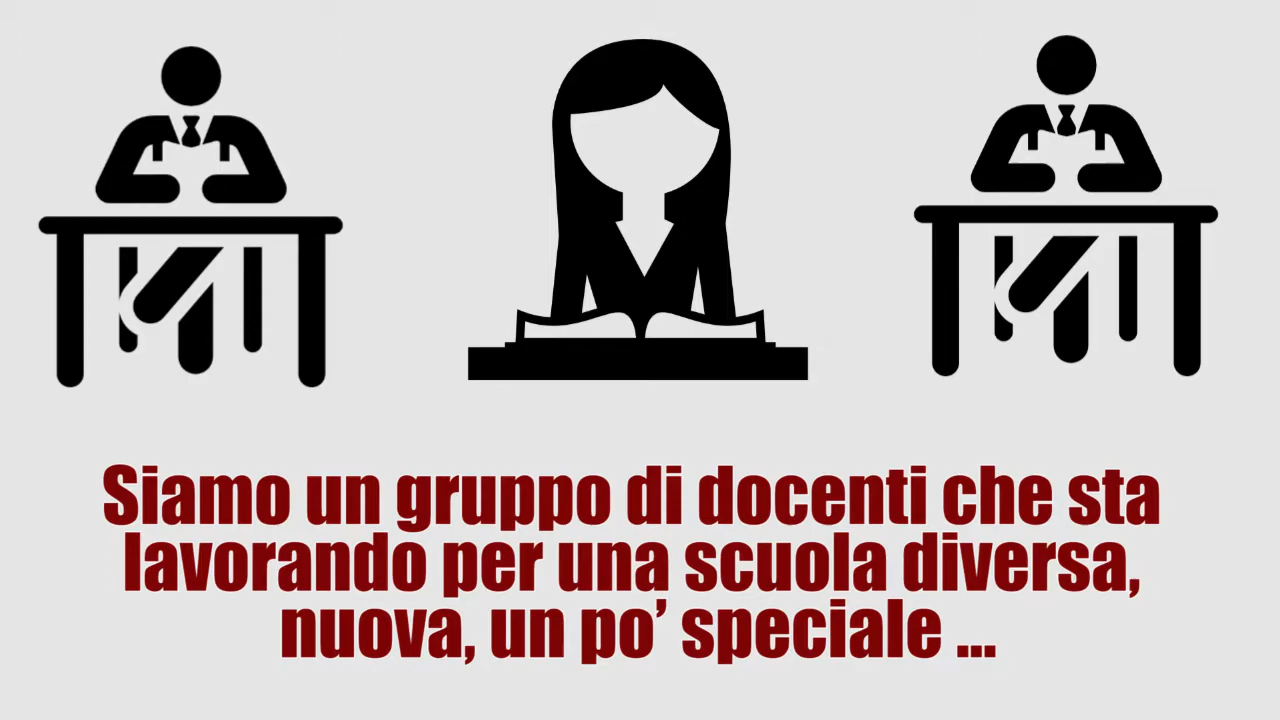 Siamo un gruppo di docenti che sta
lavorando per una scuola diversa,
nuova, un po’ speciale ...